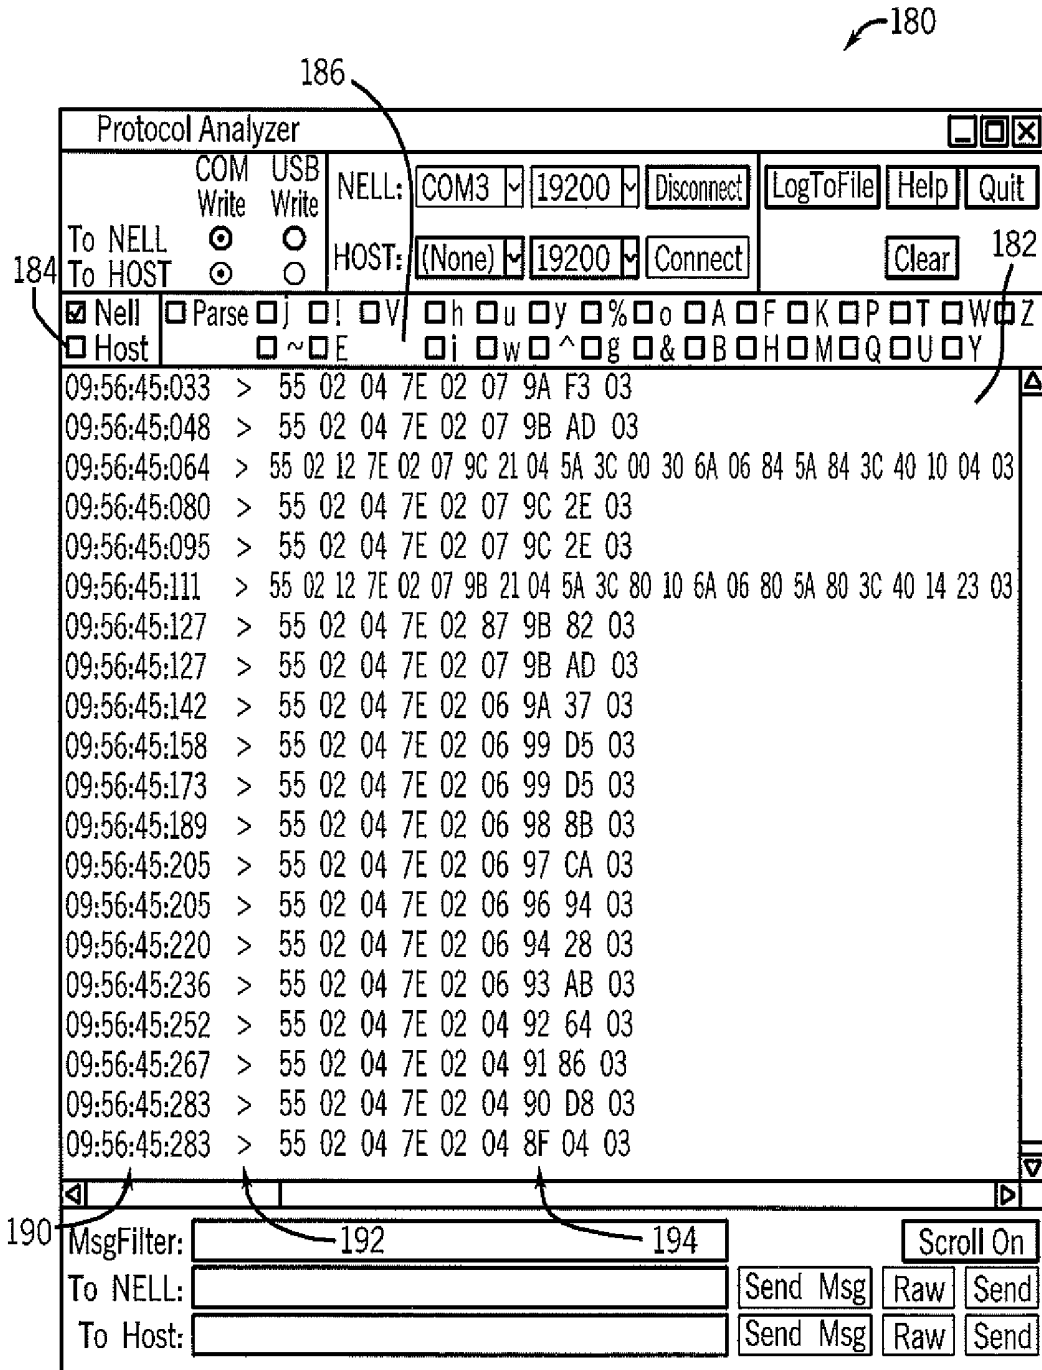 180
186
Protocol Analyzer
COM USB NELL: COM3 19200 Disconnect LogToFile Help Quit
Write Write
To NELL
To HOST HOST: (None) 19200 Connect Clear 182
184
Nell Parse j ! V h u y % o A F K P T W Z
Host ~ E i w ^ g & B H M Q U Y
09:56:45:033 > 55 02 04 7E 02 07 9A F3 03
09:56:45:048 > 55 02 04 7E 02 07 9B AD 03
09:56:45:064 > 55 02 12 7E 02 07 9C 21 04 5A 3C 00 30 6A 06 84 5A 84 3C 40 10 04 03
09:56:45:080 > 55 02 04 7E 02 07 9C 2E 03
09:56:45:095 > 55 02 04 7E 02 07 9C 2E 03
09:56:45:111 > 55 02 12 7E 02 07 9B 21 04 5A 3C 80 10 6A 06 80 5A 80 3C 40 14 23 03
09:56:45:127 > 55 02 04 7E 02 87 9B 82 03
09:56:45:127 > 55 02 04 7E 02 07 9B AD 03
09:56:45:142 > 55 02 04 7E 02 06 9A 37 03
09:56:45:158 > 55 02 04 7E 02 06 99 D5 03
09:56:45:173 > 55 02 04 7E 02 06 99 D5 03
09:56:45:189 > 55 02 04 7E 02 06 98 8B 03
09:56:45:205 > 55 02 04 7E 02 06 97 CA 03
09:56:45:205 > 55 02 04 7E 02 06 96 94 03
09:56:45:220 > 55 02 04 7E 02 06 94 28 03
09:56:45:236 > 55 02 04 7E 02 06 93 AB 03
09:56:45:252 > 55 02 04 7E 02 04 92 64 03
09:56:45:267 > 55 02 04 7E 02 04 91 86 03
09:56:45:283 > 55 02 04 7E 02 04 90 D8 03
09:56:45:283 > 55 02 04 7E 02 04 8F 04 03
190 MsgFilter: 192 194 Scroll On
To NELL: Send Msg Raw Send
To Host: Send Msg Raw Send